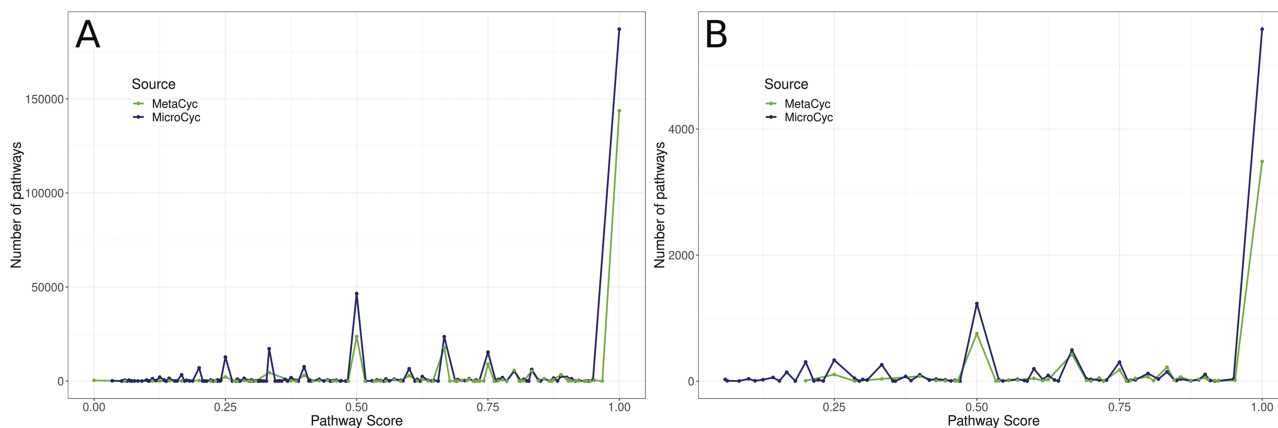 A
Source
MetaCyc
MicroCyc
Number of pathways
150000
100000
50000
0
0.00 0.25 0.50 0.75 1.00
Pathway Score
B
Source
MetaCyc
MicroCyc
Number of pathways
4000
2000
0
0.25 0.50 0.75 1.00
Pathway Score